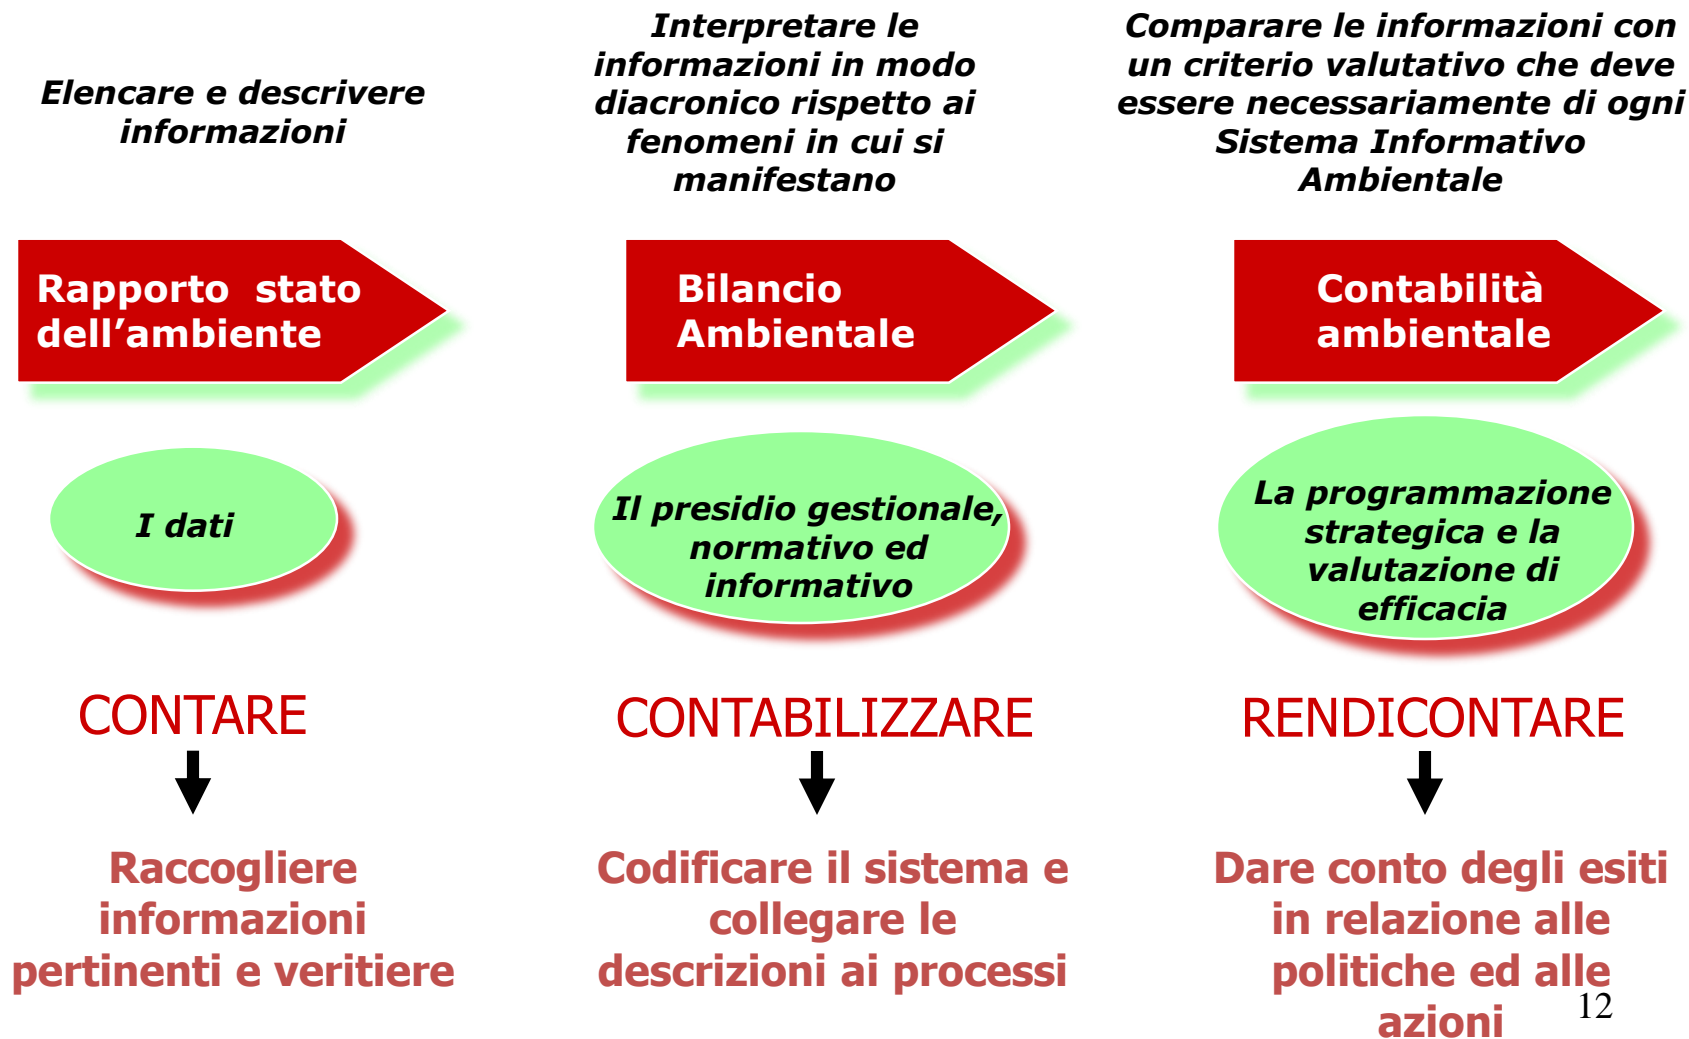 Elencare e descrivere
informazioni
Rapporto stato
dell’ambiente
I dati
CONTARE
Raccogliere
informazioni
pertinenti e veritiere
Interpretare le
informazioni in modo
diacronico rispetto ai
fenomeni in cui si
manifestano
Bilancio
Ambientale
Il presidio gestionale,
normativo ed
informativo
CONTABILIZZARE
Codificare il sistema e
collegare le
descrizioni ai processi
Comparare le informazioni con
un criterio valutativo che deve
essere necessariamente di ogni
Sistema Informativo
Ambientale
Contabilità
ambientale
La programmazione
strategica e la
valutazione di
efficacia
RENDICONTARE
Dare conto degli esiti
in relazione alle
politiche ed alle
azioni
12